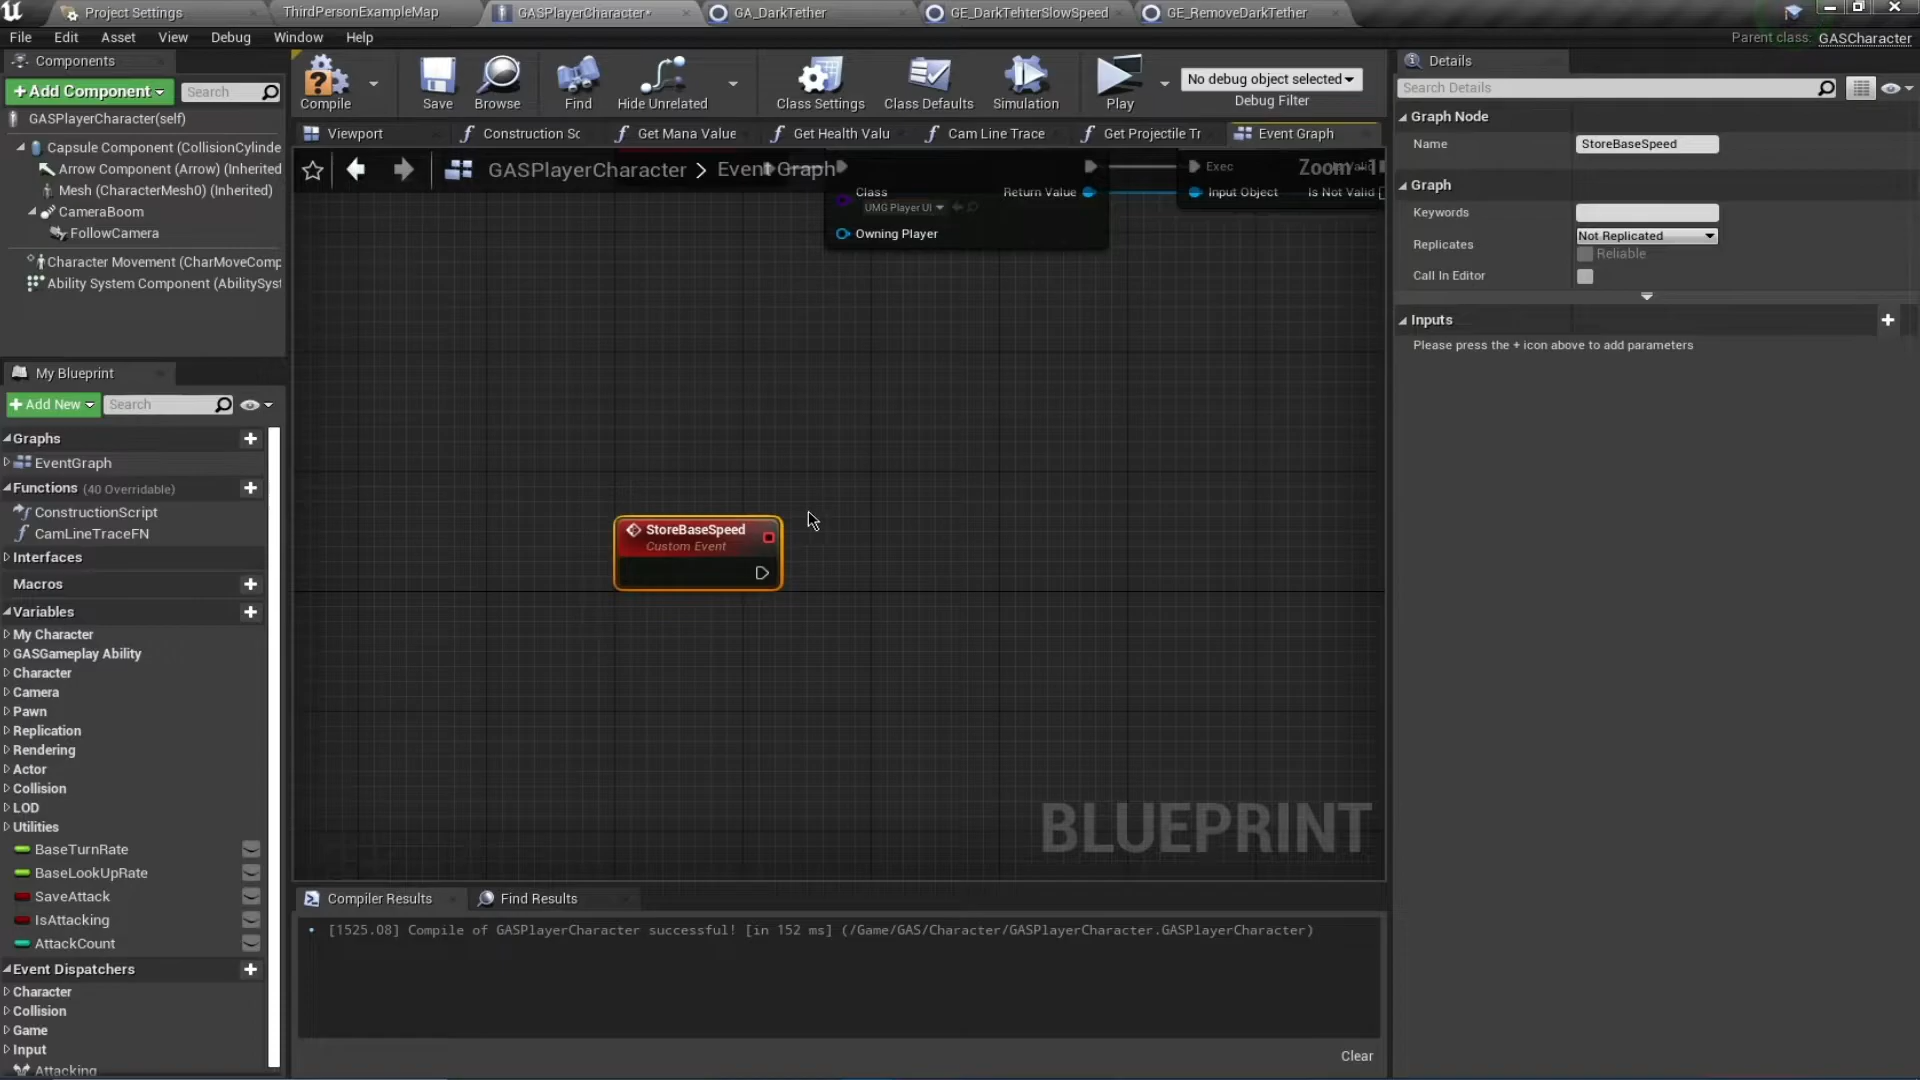 Project Settings
ThirdPersonExampleMap
GASPlayerCharacter*
GA_DarkTether
GE_DarkTehterSlowSpeed
GE_RemoveDarkTether
File Edit Asset View Debug Window Help
Parent class: GASCharacter
Components
+Add Component
Search
GASPlayerCharacter(self)
Capsule Component (CollisionCylinde
Arrow Component (Arrow) (Inherited
Mesh (CharacterMesh0) (Inherited)
CameraBoom
FollowCamera
Character Movement (CharMoveComp
Ability System Component (AbilitySyst
My Blueprint
+Add New
Search
Graphs
EventGraph
Functions (40 Overridable)
ConstructionScript
CamLineTraceFN
Interfaces
Macros
Variables
My Character
GASGameplay Ability
Character
Camera
Pawn
Replication
Rendering
Actor
Collision
LOD
Utilities
BaseTurnRate
BaseLookUpRate
SaveAttack
IsAttacking
AttackCount
Event Dispatchers
Character
Collision
Game
Input
Attacking
Compile
Save
Browse
Find
Hide Unrelated
Class Settings
Class Defaults
Simulation
Play
No debug object selected
Debug Filter
Viewport
Construction Sc
Get Mana Value
Get Health Valu
Cam Line Trace
Get Projectile Tr
Event Graph
GASPlayerCharacter > Event Graph
Zoom -1
Class
UMG Player UI
Return Value
Owning Player
Exec
Input Object
Is Not Valid
StoreBaseSpeed
Custom Event
BLUEPRINT
Compiler Results
Find Results
[1525.08] Compile of GASPlayerCharacter successful! [in 152 ms] (/Game/GAS/Character/GASPlayerCharacter.GASPlayerCharacter)
Clear
Details
Search Details
Graph Node
Name
StoreBaseSpeed
Graph
Keywords
Replicates
Not Replicated
Reliable
Call In Editor
Inputs
Please press the + icon above to add parameters